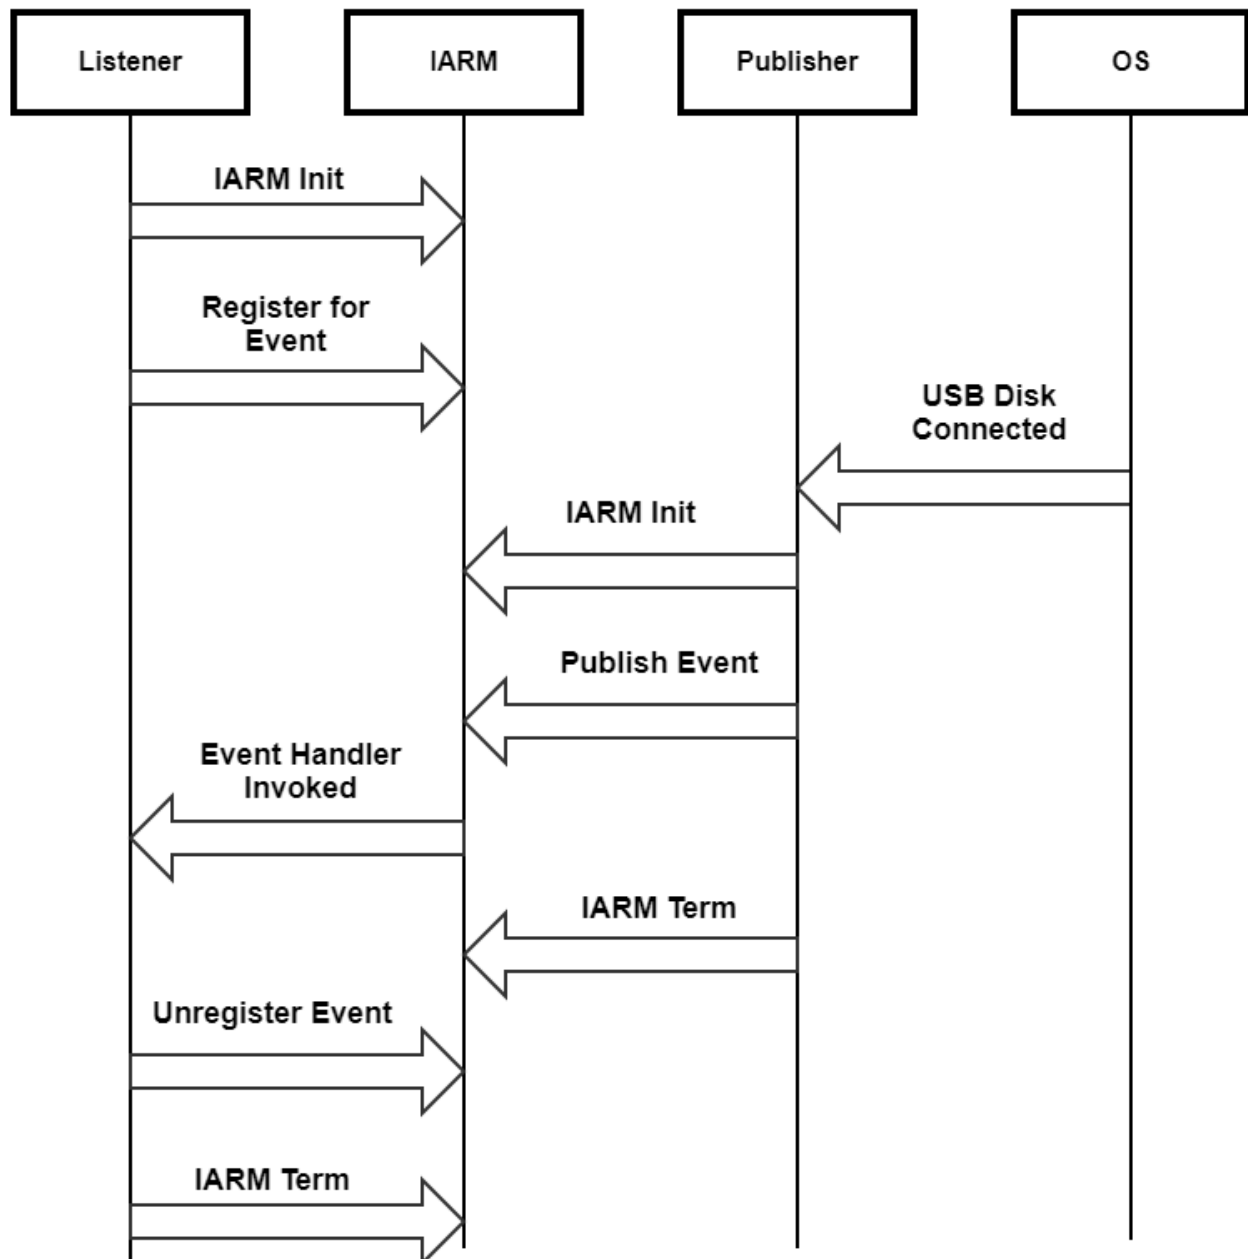 Listener
IARM
Publisher
OS
IARM Init
Register for
Event
USB Disk
Connected
IARM Init
Publish Event
Event Handler
Invoked
IARM Term
Unregister Event
IARM Term